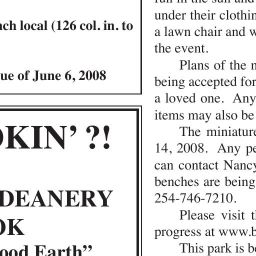 ach local (126 col. in. to
ue of June 6, 2008
OKIN' ?!
DEANERY
OK
ood Earth"
run in the sun and
under their clothin
a lawn chair and w
the event.
Plans of the m
being accepted for
a loved one. Any
items may also be
The miniature
14, 2008. Any pe
can contact Nancy
benches are being
254-746-7210.
Please visit t
progress at www.b
This park is be